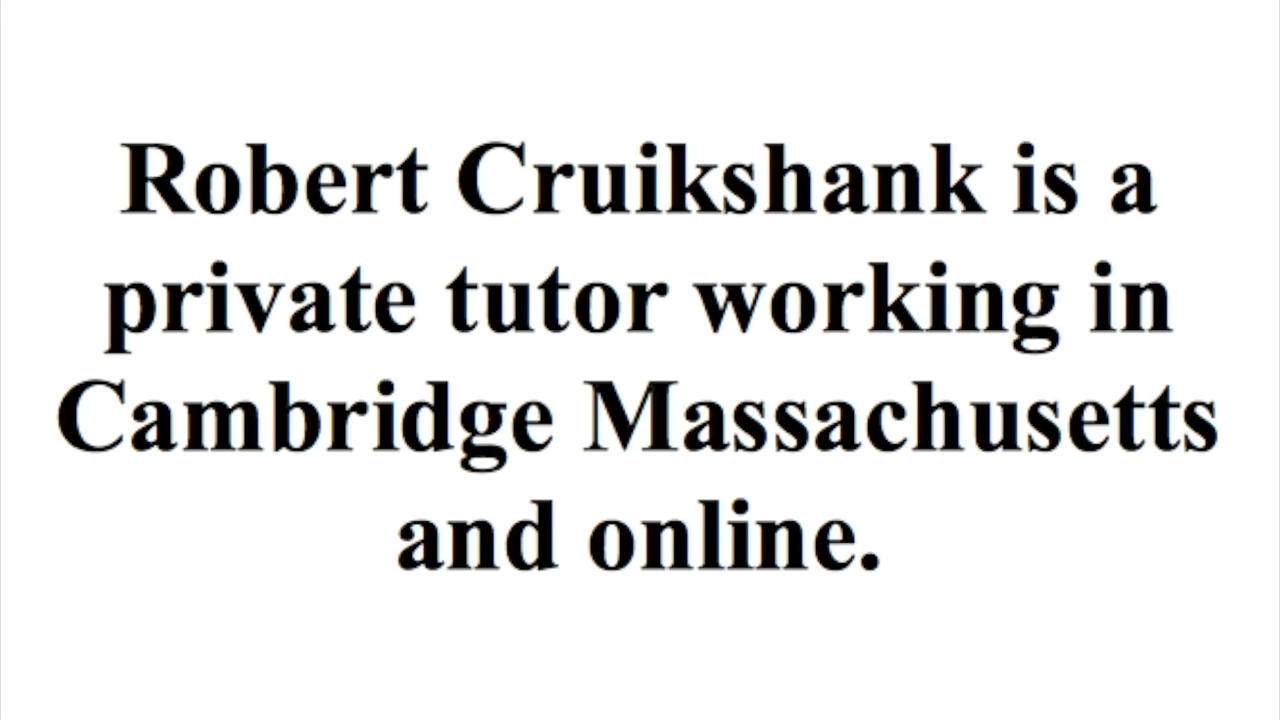 Robert Cruikshank is a
private tutor working in
Cambridge Massachusetts
and online.